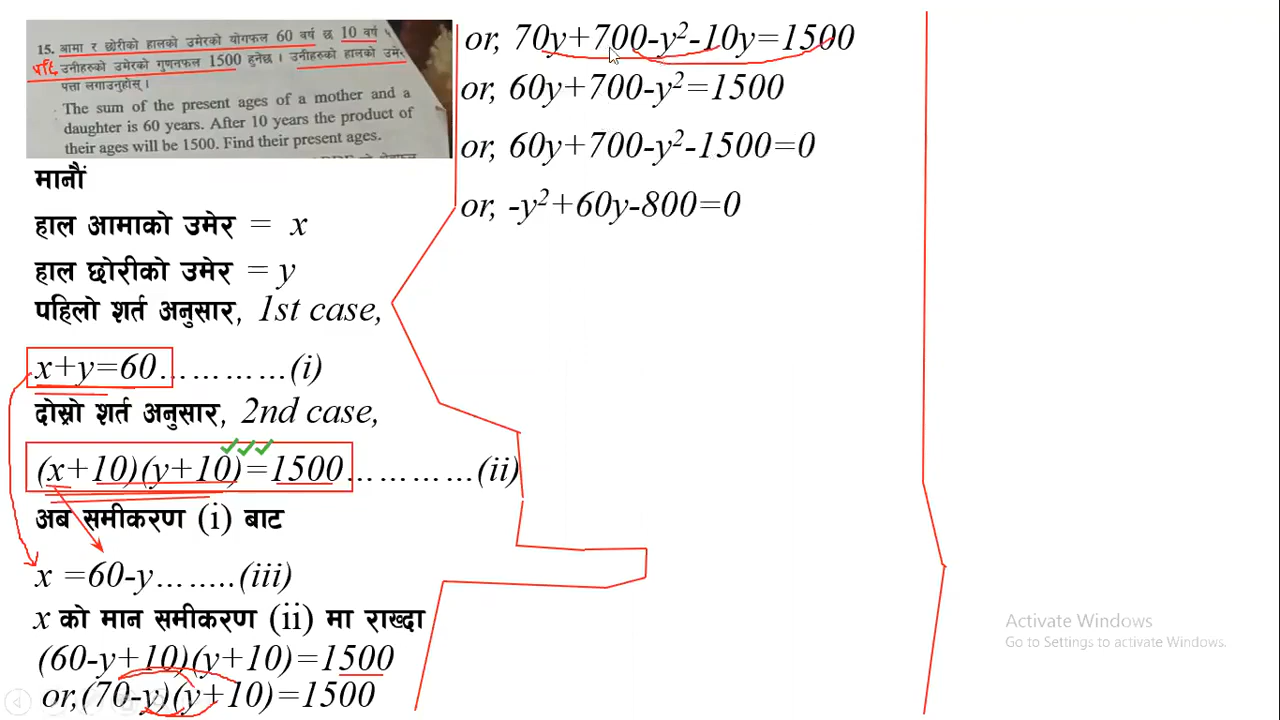 15. आमा र छोरीको हालको उमेरको योगफल 60 वर्ष छ 10 वर्ष
पछि उनीहरुको उमेरको गुणनफल 1500 हुनेछ । उनीहरुको हालको उमेर
पत्ता लगाउनुहोस् ।
The sum of the present ages of a mother and a
daughter is 60 years. After 10 years the product of
their ages will be 1500. Find their present ages.
मानौं
हाल आमाको उमेर = x
हाल छोरीको उमेर = y
पहिलो शर्त अनुसार, 1st case,
x+y=60…………(i)
दोस्रो शर्त अनुसार, 2nd case,
(x+10)(y+10)=1500…………(ii)
अब समीकरण (i) बाट
x =60-y……..(iii)
x को मान समीकरण (ii) मा राख्दा
(60-y+10)(y+10)=1500
or,(70-y)(y+10)=1500
or, 70y+700-y²-10y=1500
or, 60y+700-y²=1500
or, 60y+700-y²-1500=0
or, -y²+60y-800=0
Activate Windows
Go to Settings to activate Windows.